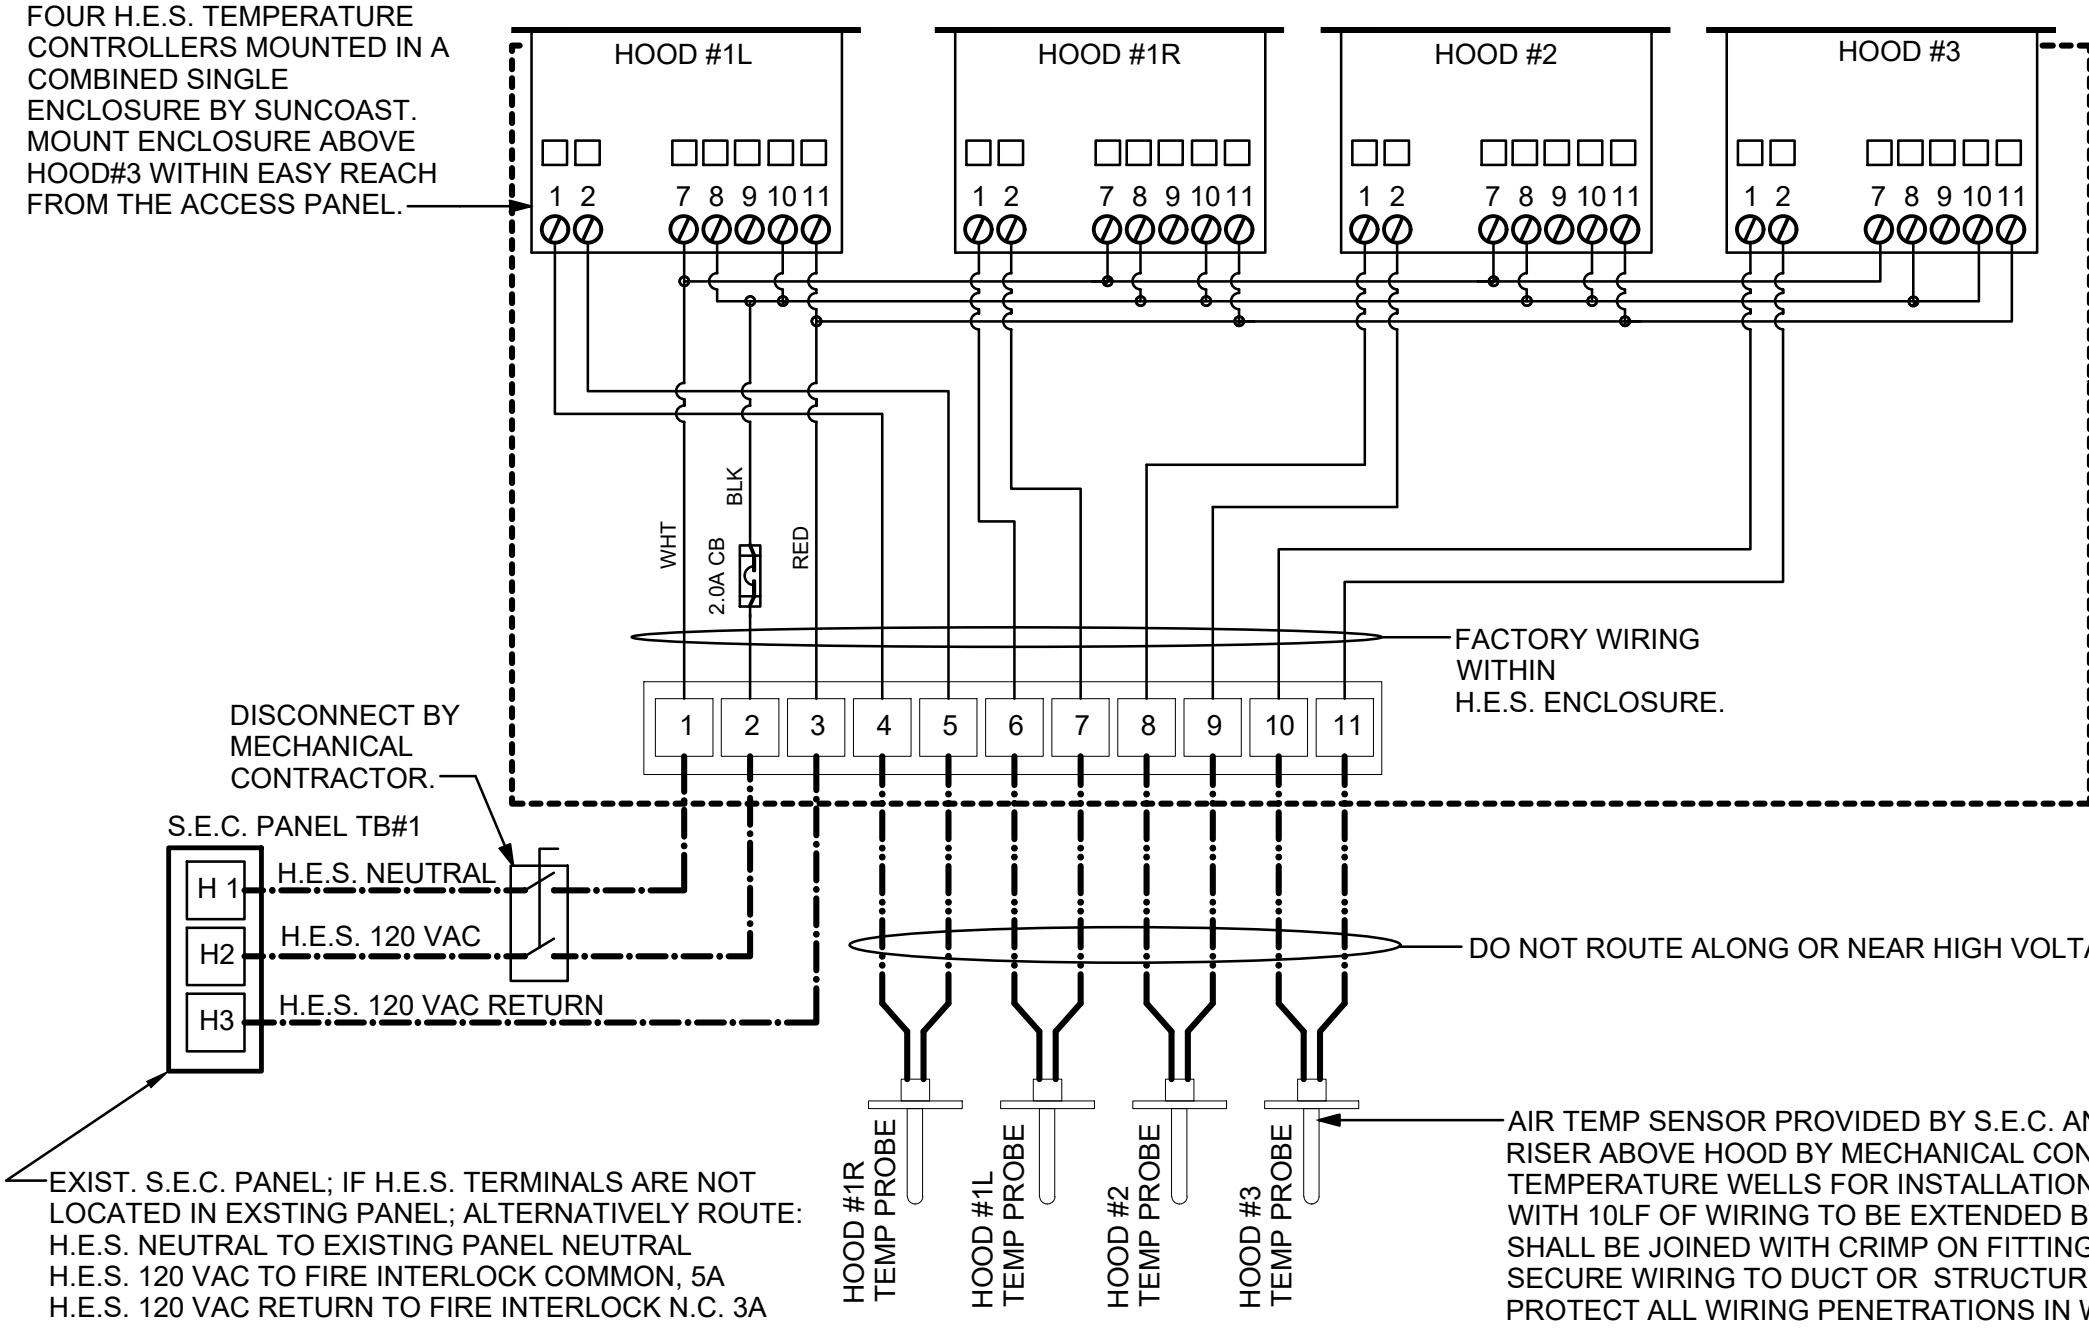 FOUR H.E.S. TEMPERATURE
CONTROLLERS MOUNTED IN A
COMBINED SINGLE
ENCLOSURE BY SUNCOAST.
MOUNT ENCLOSURE ABOVE
HOOD#3 WITHIN EASY REACH
FROM THE ACCESS PANEL.
HOOD #1L
1 2 7 8 9 10 11
HOOD #1R
1 2 7 8 9 10 11
HOOD #2
1 2 7 8 9 10 11
HOOD #3
1 2 7 8 9 10 11
WHT
BLK
2.0A CB
RED
FACTORY WIRING
WITHIN
H.E.S. ENCLOSURE.
1 2 3 4 5 6 7 8 9 10 11
DISCONNECT BY
MECHANICAL
CONTRACTOR.
S.E.C. PANEL TB#1
H 1
H.E.S. NEUTRAL
H2
H.E.S. 120 VAC
H3
H.E.S. 120 VAC RETURN
DO NOT ROUTE ALONG OR NEAR HIGH
EXIST. S.E.C. PANEL; IF H.E.S. TERMINALS ARE NOT
LOCATED IN EXSTING PANEL; ALTERNATIVELY ROUTE:
H.E.S. NEUTRAL TO EXISTING PANEL NEUTRAL
H.E.S. 120 VAC TO FIRE INTERLOCK COMMON, 5A
H.E.S. 120 VAC RETURN TO FIRE INTERLOCK N.C. 3A
HOOD #1R
TEMP PROBE
HOOD #1L
TEMP PROBE
HOOD #2
TEMP PROBE
HOOD #3
TEMP PROBE
AIR TEMP SENSOR PROVIDED BY S.E.C.
RISER ABOVE HOOD BY MECHANICAL
TEMPERATURE WELLS FOR INSTALLATION
WITH 10LF OF WIRING TO BE EXTENDED
SHALL BE JOINED WITH CRIMP ON
SECURE WIRING TO DUCT OR STRUCTUR
PROTECT ALL WIRING PENETRATIONS IN